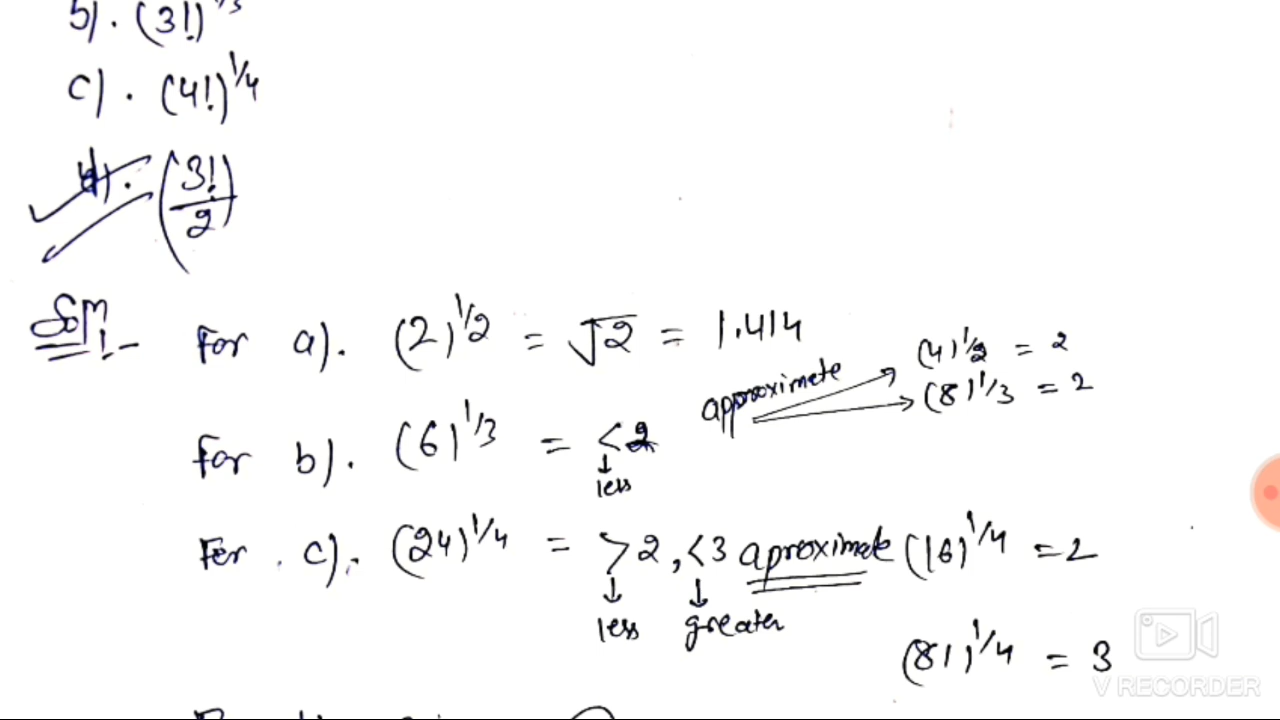 b). (3!)^1/3
c). (4!)^1/4
d). (3!/2)
Soln:-
For a). (2)^1/2 = √2 = 1.414
For b). (6)^1/3 = <2
less
approximate
(4)^1/2 = 2
(8)^1/3 = 2
For c). (24)^1/4 = >2, <3 aproximate (16)^1/4 = 2
less greater
(81)^1/4 = 3
V RECORDER